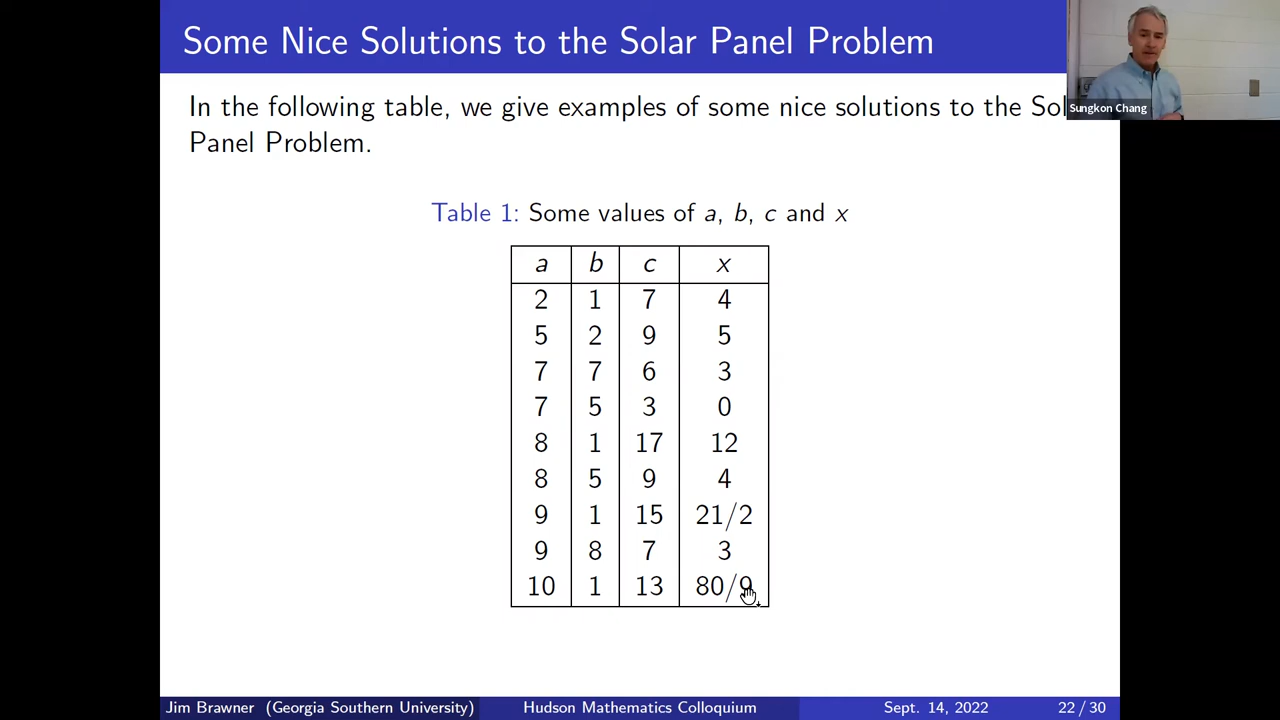 Some Nice Solutions to the Solar Panel Problem
Sungkon Chang
In the following table, we give examples of some nice solutions to the
Panel Problem.
Table 1: Some values of a, b, c and x
a b c x
2 1 7 4
5 2 9 5
7 7 6 3
7 5 3 0
8 1 17 12
8 5 9 4
9 1 15 21/2
9 8 7 3
10 1 13 80/9
Jim Brawner (Georgia Southern University) Hudson Mathematics Colloquium Sept. 14, 2022 22 / 30